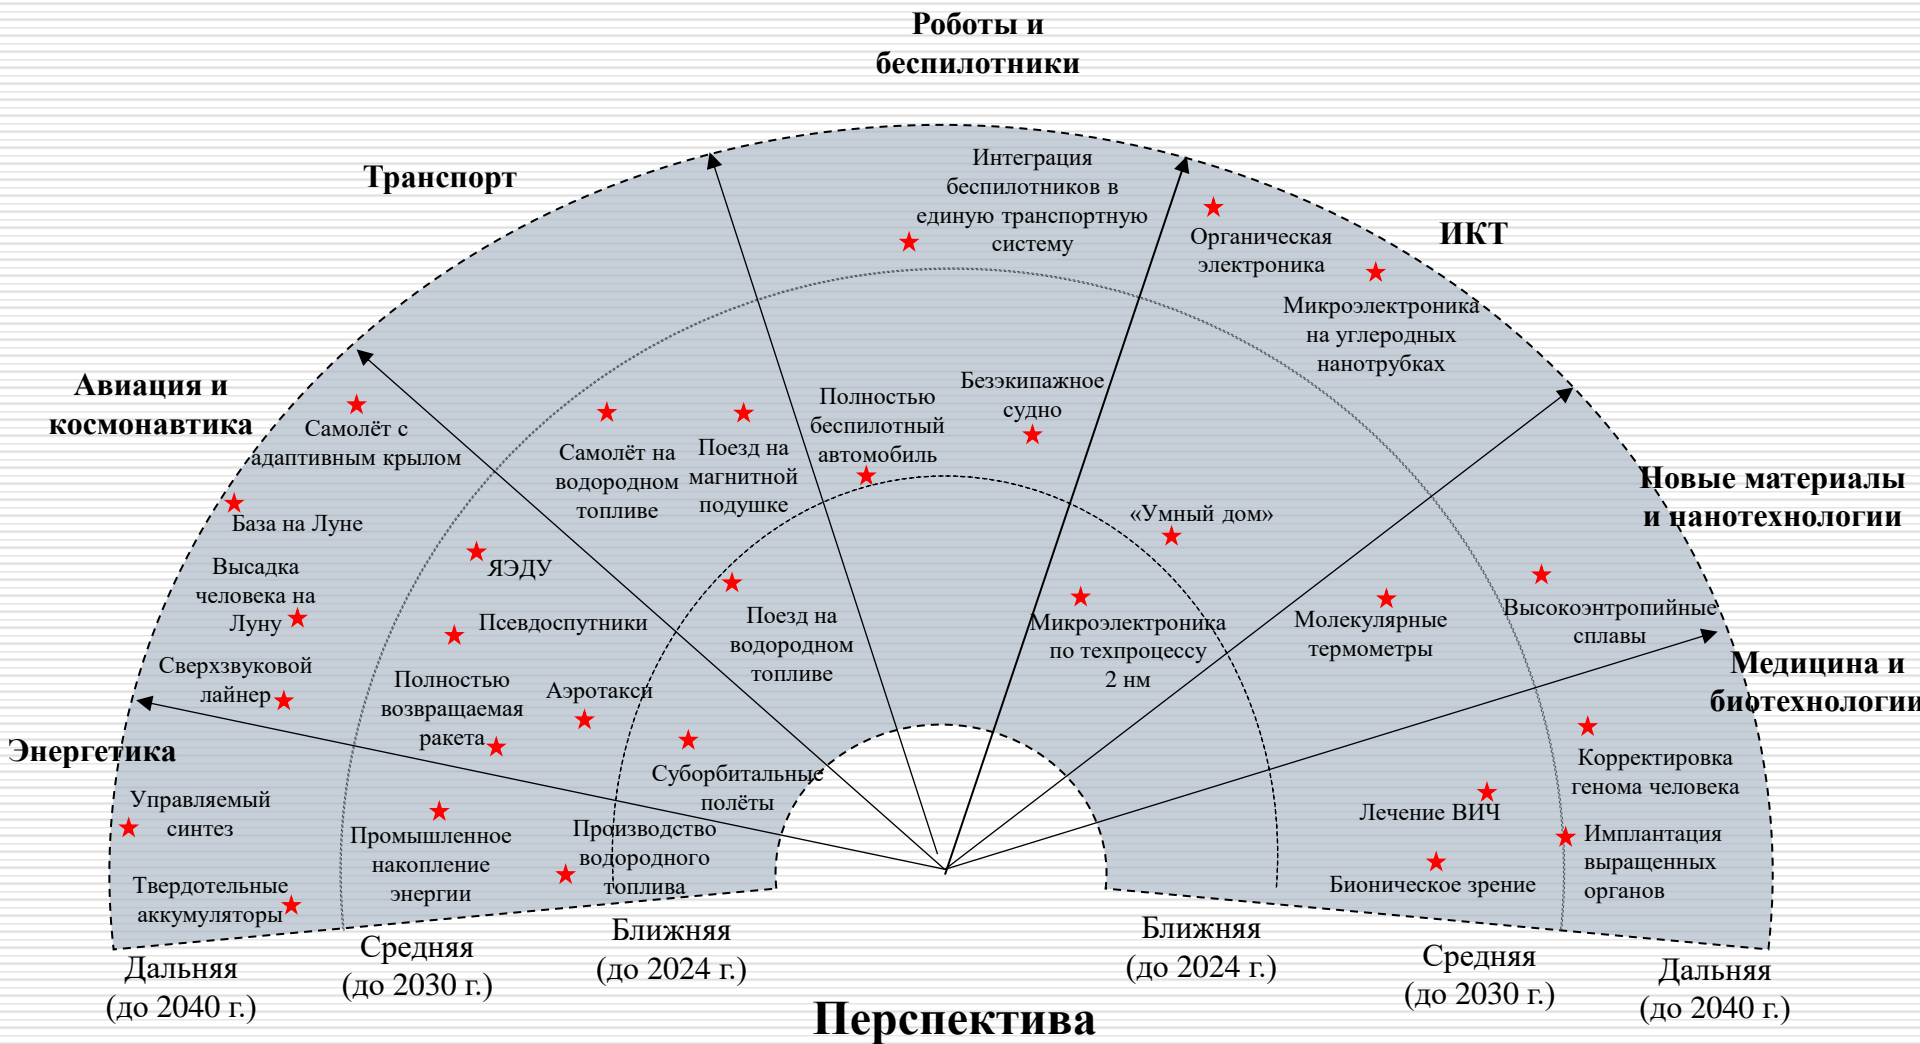 Роботы и
беспилотники
Транспорт
ИКТ
Авиация и
космонавтика
Новые материалы
и нанотехнологии
Медицина и
биотехнологии
Энергетика
Интеграция
беспилотников в
единую транспортную
систему
Органическая
электроника
Микроэлектроника
на углеродных
нанотрубках
Самолёт с
адаптивным крылом
База на Луне
Высадка
человека на
Луну
Сверхзвуковой
лайнер
Самолёт на
водородном
топливе
Поезд на
магнитной
подушке
Полностью
беспилотный
автомобиль
Безэкипажное
судно
«Умный дом»
ЯЭДУ
Псевдоспутники
Полностью
возвращаемая
ракета
Аэротакси
Поезд на
водородном
топливе
Микроэлектроника
по техпроцессу
2 нм
Молекулярные
термометры
Высокоэнтропийные
сплавы
Суборбитальные
полёты
Управляемый
синтез
Твердотельные
аккумуляторы
Промышленное
накопление
энергии
Производство
водородного
топлива
Корректировка
генома человека
Лечение ВИЧ
Имплантация
выращенных
органов
Бионическое зрение
Дальняя
(до 2040 г.)
Средняя
(до 2030 г.)
Ближняя
(до 2024 г.)
Ближняя
(до 2024 г.)
Средняя
(до 2030 г.)
Дальняя
(до 2040 г.)
Перспектива